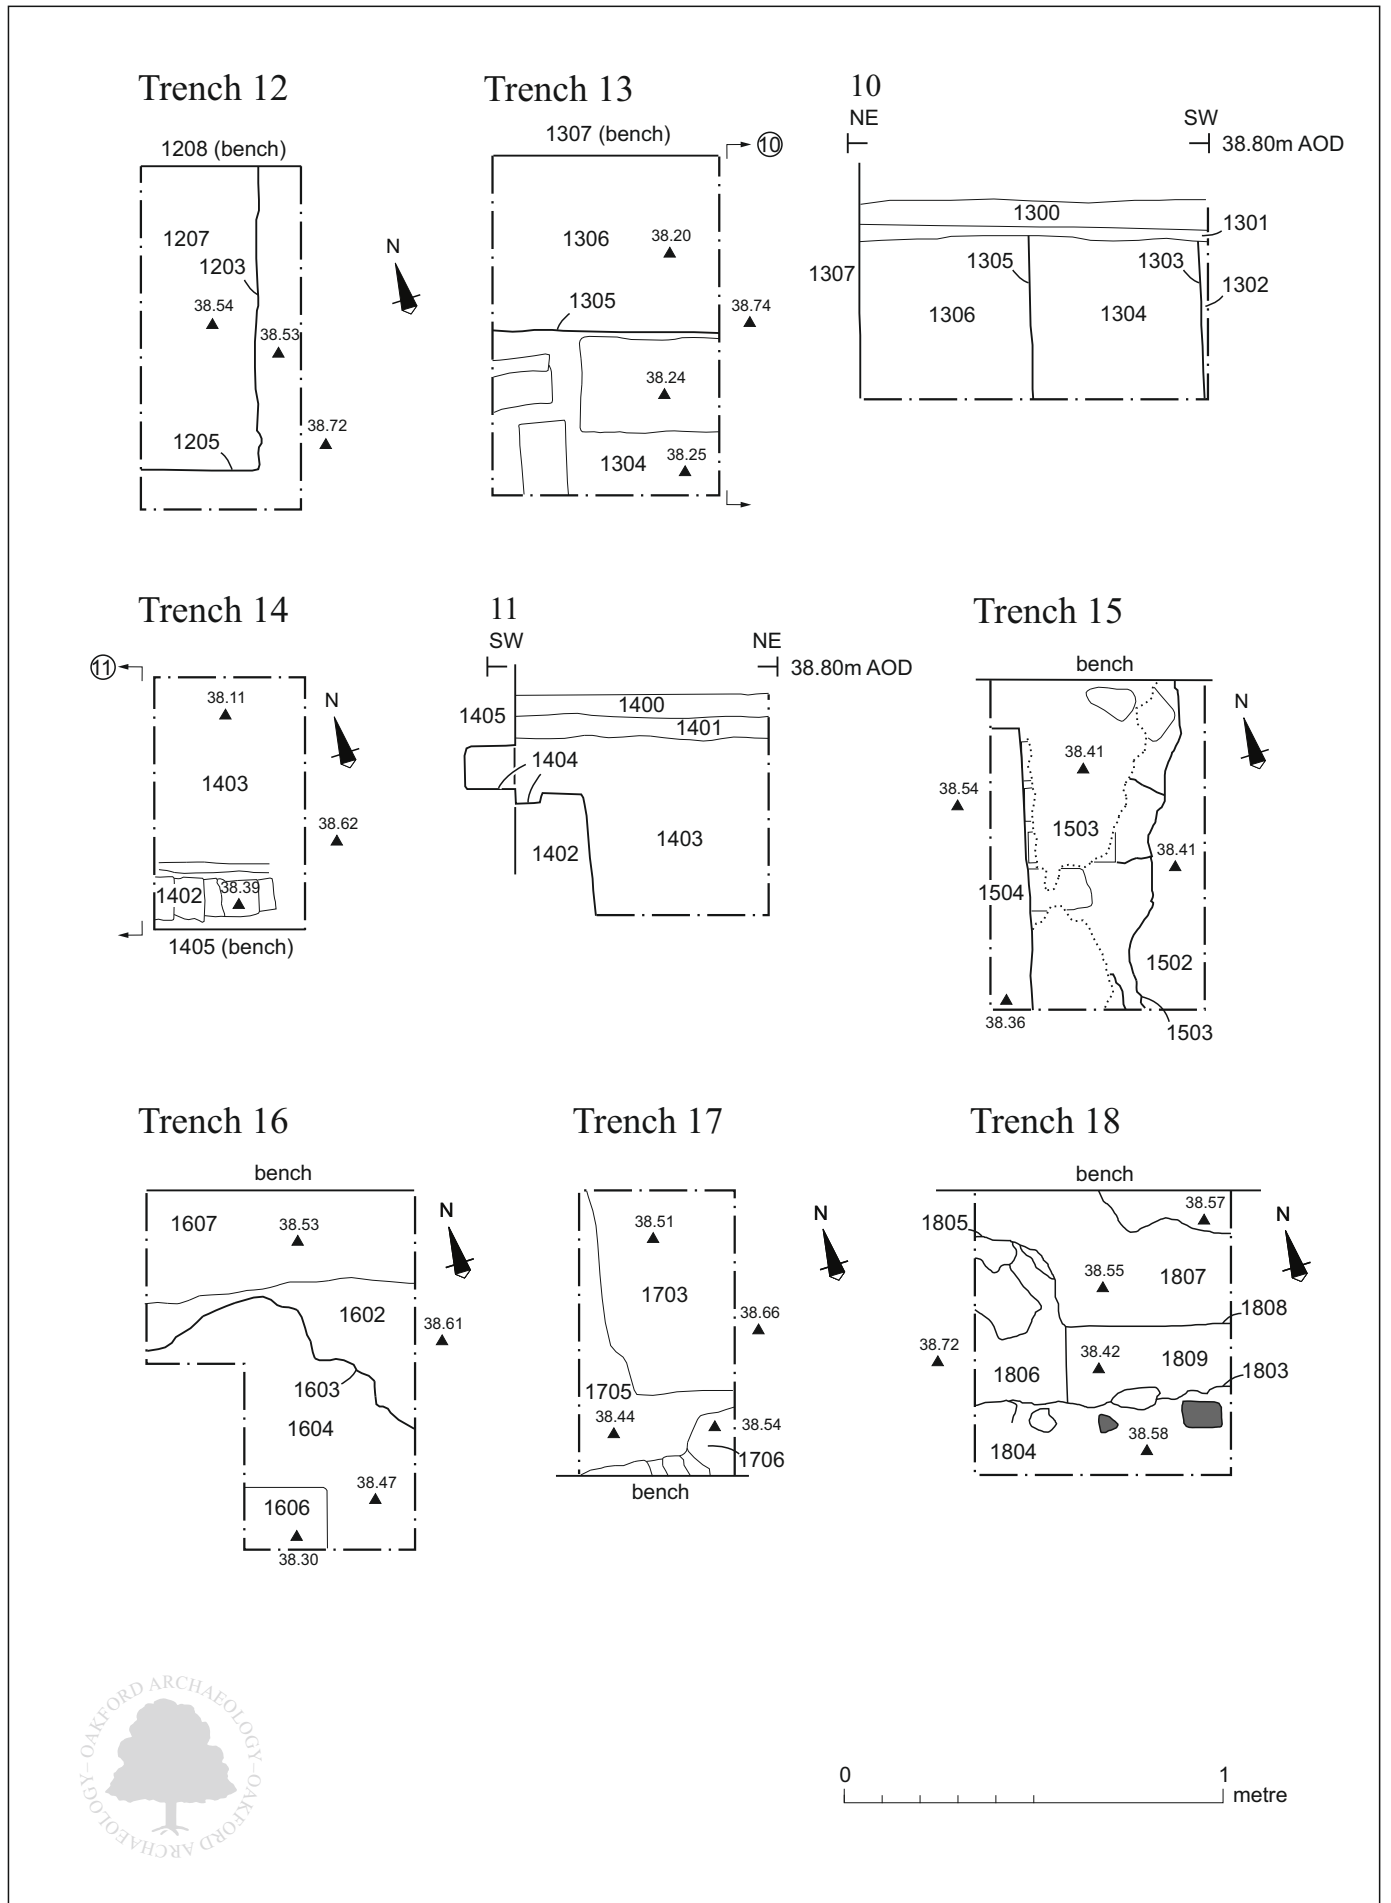 Trench 12
1208 (bench)
1207
1203
38.54
38.53
38.72
1205
N
Trench 13
1307 (bench)
10
1306
38.20
1305
38.74
38.24
1304
38.25
10
NE
SW
38.80m AOD
1300
1301
1307
1305
1303
1302
1306
1304
Trench 14
11
38.11
N
1403
38.62
1402
38.39
1405 (bench)
11
SW
NE
38.80m AOD
1405
1400
1401
1404
1402
1403
Trench 15
bench
N
38.41
38.54
1503
38.41
1504
1502
38.36
1503
Trench 16
bench
1607
38.53
N
1602
38.61
1603
1604
38.47
1606
38.30
Trench 17
38.51
N
1703
38.66
1705
38.44
38.54
1706
bench
Trench 18
bench
38.57
1805
N
38.55
1807
1808
38.72
38.42
1809
1803
1806
38.58
1804
OAKFORD ARCHAEOLOGY – OAKFORD ARCHAEOLOGY –
0
1
metre